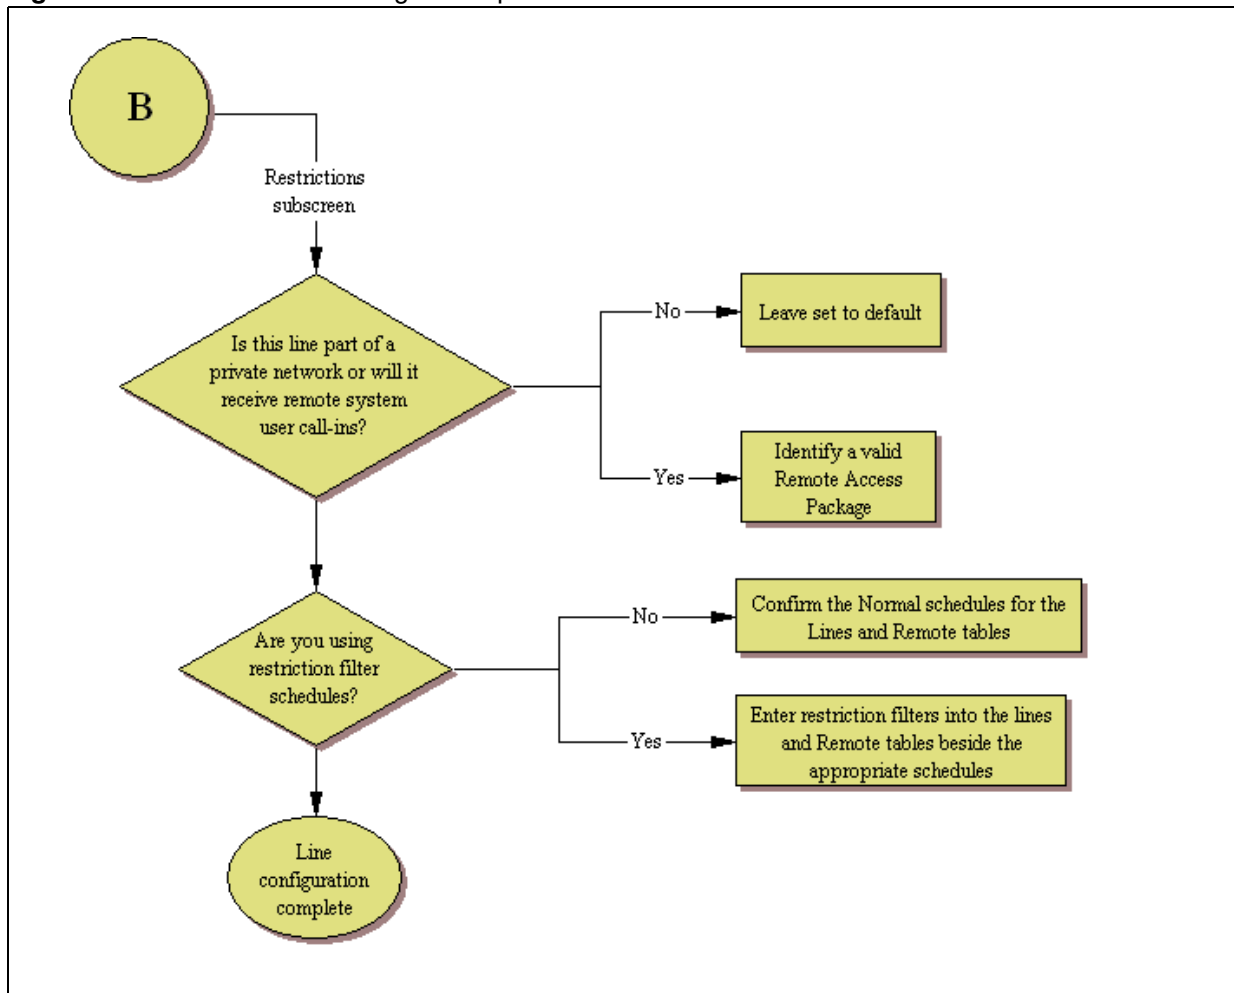 B
Restrictions
subscreen
Is this line part of a
private network or will it
receive remote system
user call-ins?
No
Leave set to default
Yes
Identify a valid
Remote Access
Package
Are you using
restriction filter
schedules?
No
Confirm the Normal schedules for the
Lines and Remote tables
Yes
Enter restriction filters into the lines
and Remote tables beside the
appropriate schedules
Line
configuration
complete